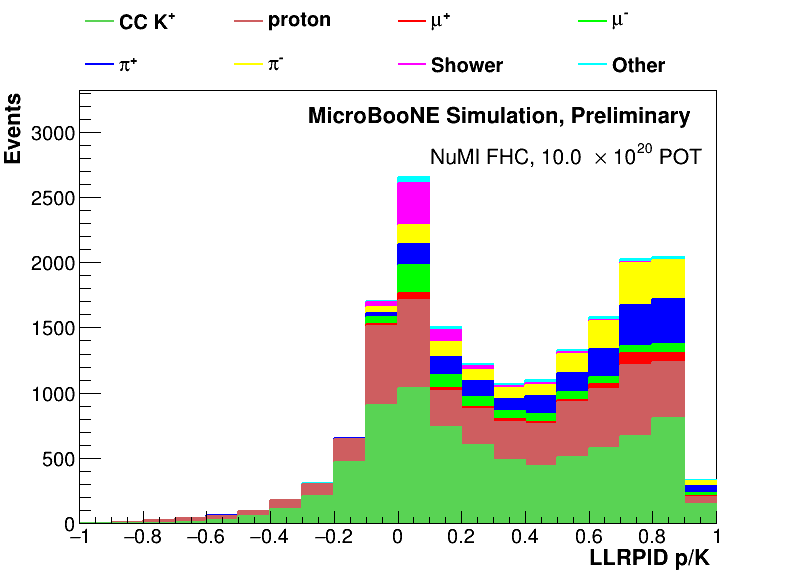 CC K⁺ proton μ⁺ μ⁻
π⁺ π⁻ Shower Other
MicroBooNE Simulation, Preliminary
NuMI FHC, 10.0 ×10²⁰ POT
Events
3000
2500
2000
1500
1000
500
0
−1 −0.8 −0.6 −0.4 −0.2 0 0.2 0.4 0.6 0.8 1
LLRPID p/K